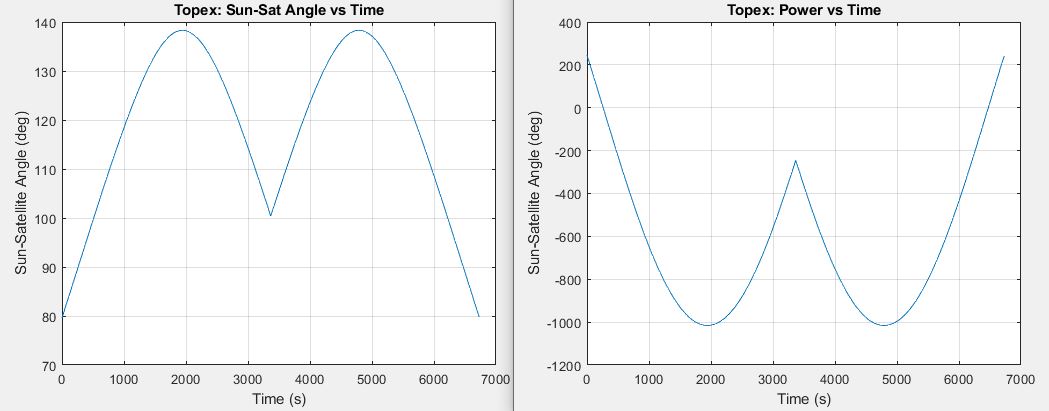 Topex: Sun-Sat Angle vs Time
140
130
120
110
100
90
80
70
Sun-Satellite Angle (deg)
0 1000 2000 3000 4000 5000 6000 7000
Time (s)
Topex: Power vs Time
400
200
0
-200
-400
-600
-800
-1000
-1200
Sun-Satellite Angle (deg)
0 1000 2000 3000 4000 5000 6000 7000
Time (s)